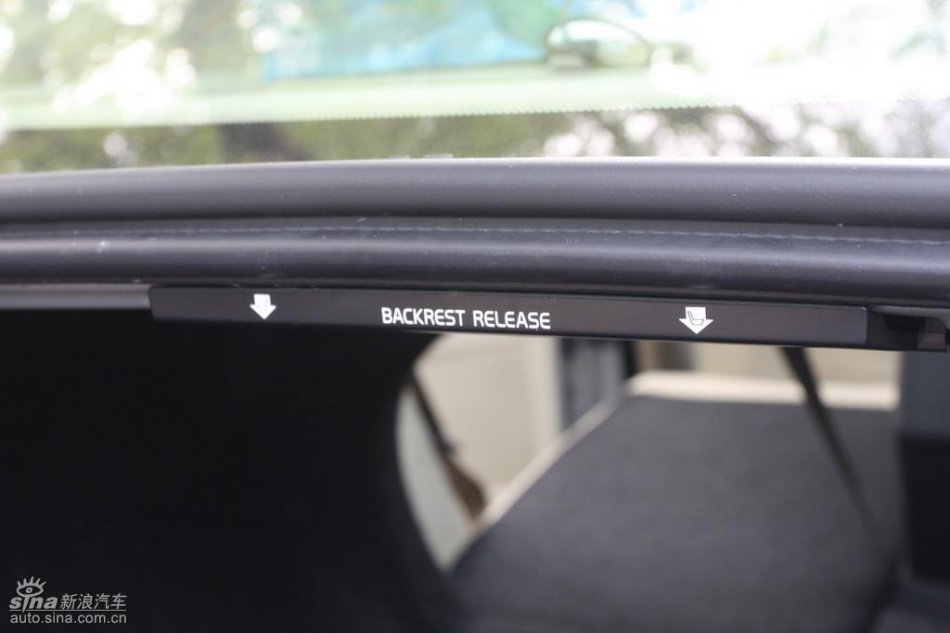 BACKREST RELEASE
sina新浪汽车
auto.sina.com.cn